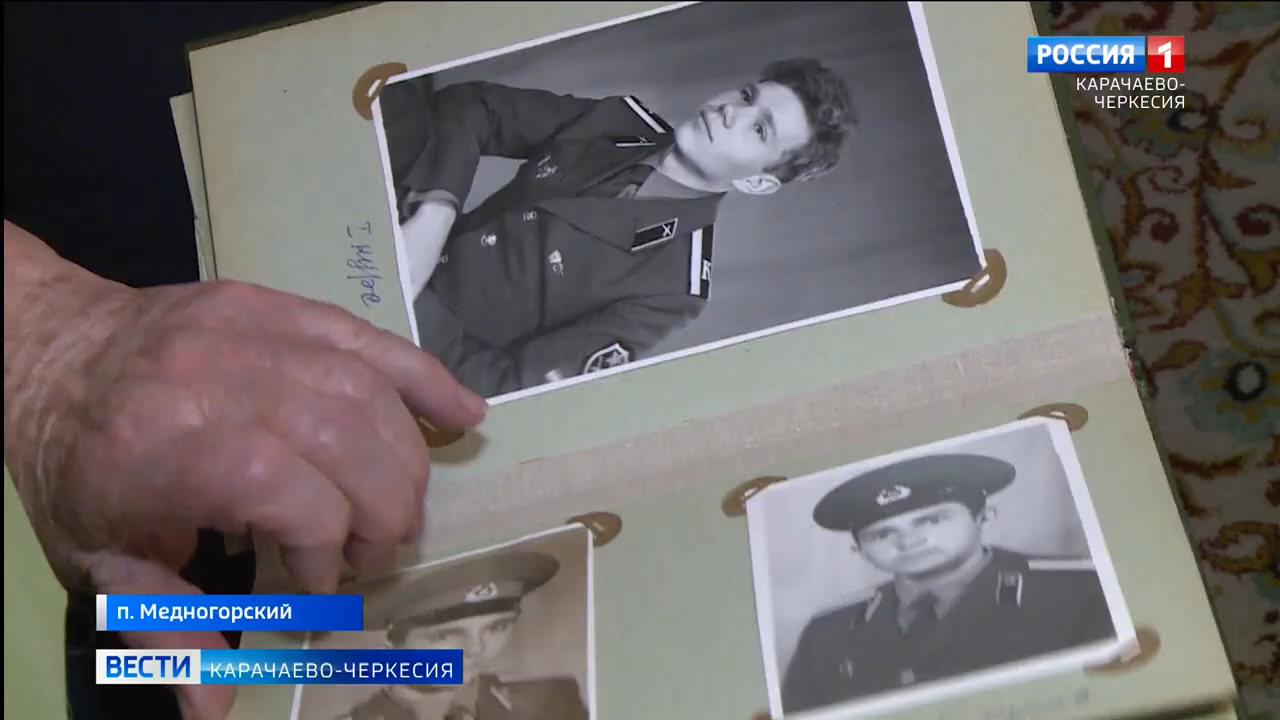 РОССИЯ 1
КАРАЧАЕВО-
ЧЕРКЕСИЯ
п. Медногорский
ВЕСТИ КАРАЧАЕВО-ЧЕРКЕСИЯ